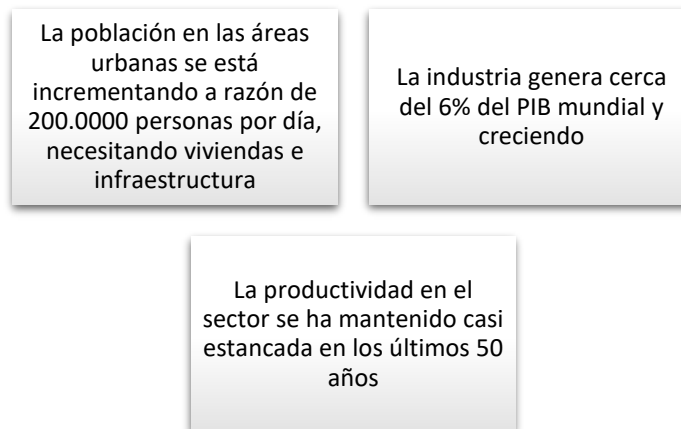 La población en las áreas
urbanas se está
incrementando a razón de
200.0000 personas por día,
necesitando viviendas e
infraestructura
La industria genera cerca
del 6% del PIB mundial y
creciendo
La productividad en el
sector se ha mantenido casi
estancada en los últimos 50
años